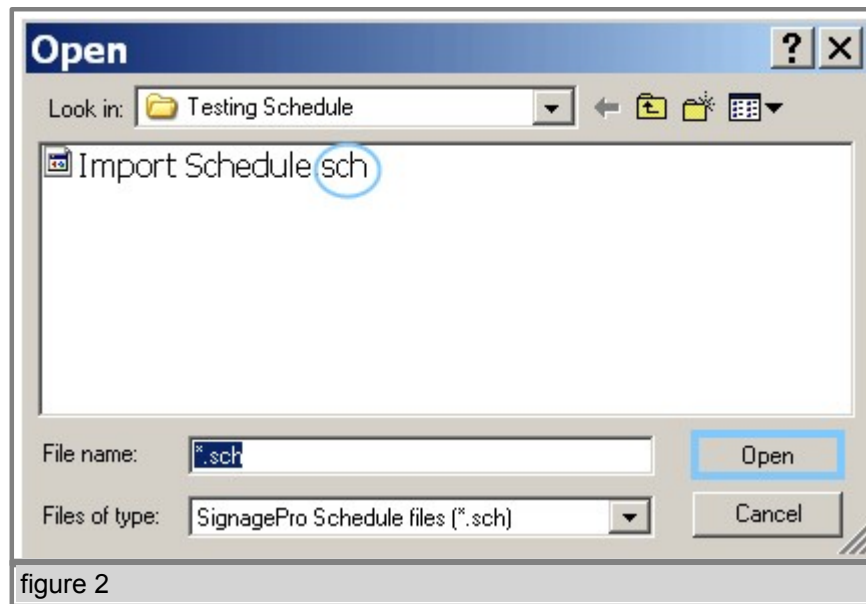 Open
Look in: Testing Schedule
Import Schedule.sch
File name: *.sch Open
Files of type: SignagePro Schedule files (*.sch) Cancel
figure 2